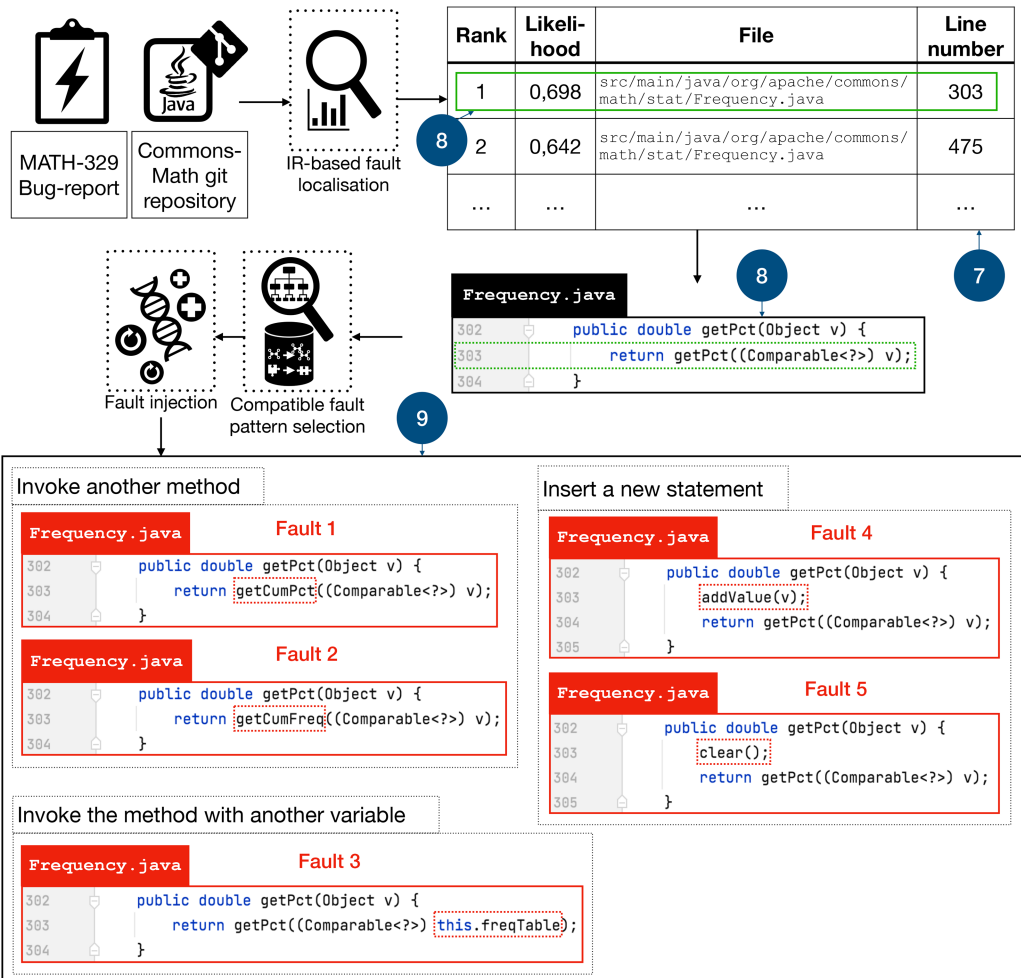 MATH-329
Bug-report
Java
Commons-
Math git
repository
IR-based fault
localisation
Rank
Likeli-
hood
File
Line
number
1
0,698
src/main/java/org/apache/commons/
math/stat/Frequency.java
303
8
2
0,642
src/main/java/org/apache/commons/
math/stat/Frequency.java
475
...
...
...
...
8
7
Frequency.java
302 public double getPct(Object v) {
303 return getPct((Comparable<?>) v);
304 }
Fault injection
Compatible fault
pattern selection
9
Invoke another method
Frequency.java
Fault 1
302 public double getPct(Object v) {
303 return getCumPct((Comparable<?>) v);
304 }
Frequency.java
Fault 2
302 public double getPct(Object v) {
303 return getCumFreq((Comparable<?>) v);
304 }
Insert a new statement
Frequency.java
Fault 4
302 public double getPct(Object v) {
303 addValue(v);
304 return getPct((Comparable<?>) v);
305 }
Frequency.java
Fault 5
302 public double getPct(Object v) {
303 clear();
304 return getPct((Comparable<?>) v);
305 }
Invoke the method with another variable
Frequency.java
Fault 3
302 public double getPct(Object v) {
303 return getPct((Comparable<?>) this.freqTable);
304 }